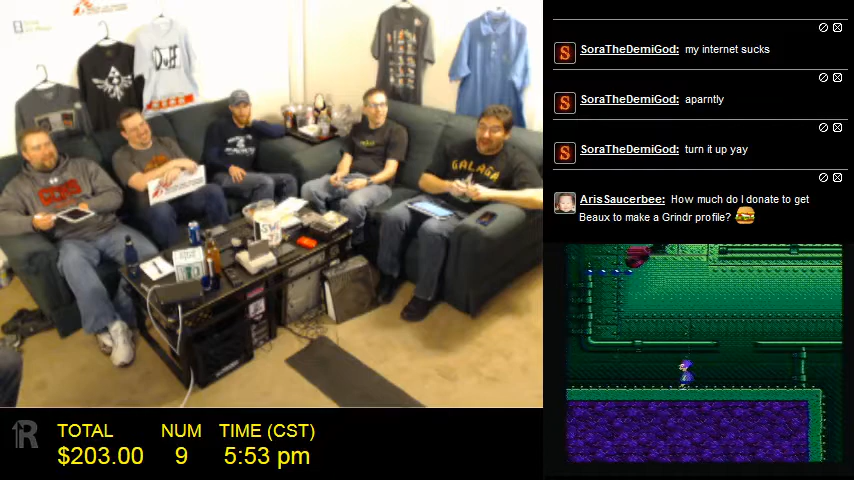 DUFF
GALAGA
SoraTheDemiGod: my internet sucks
SoraTheDemiGod: aparntly
SoraTheDemiGod: turn it up yay
ArisSaucerbee: How much do I donate to get
Beaux to make a Grindr profile?
TOTAL NUM TIME (CST)
$203.00 9 5:53 pm